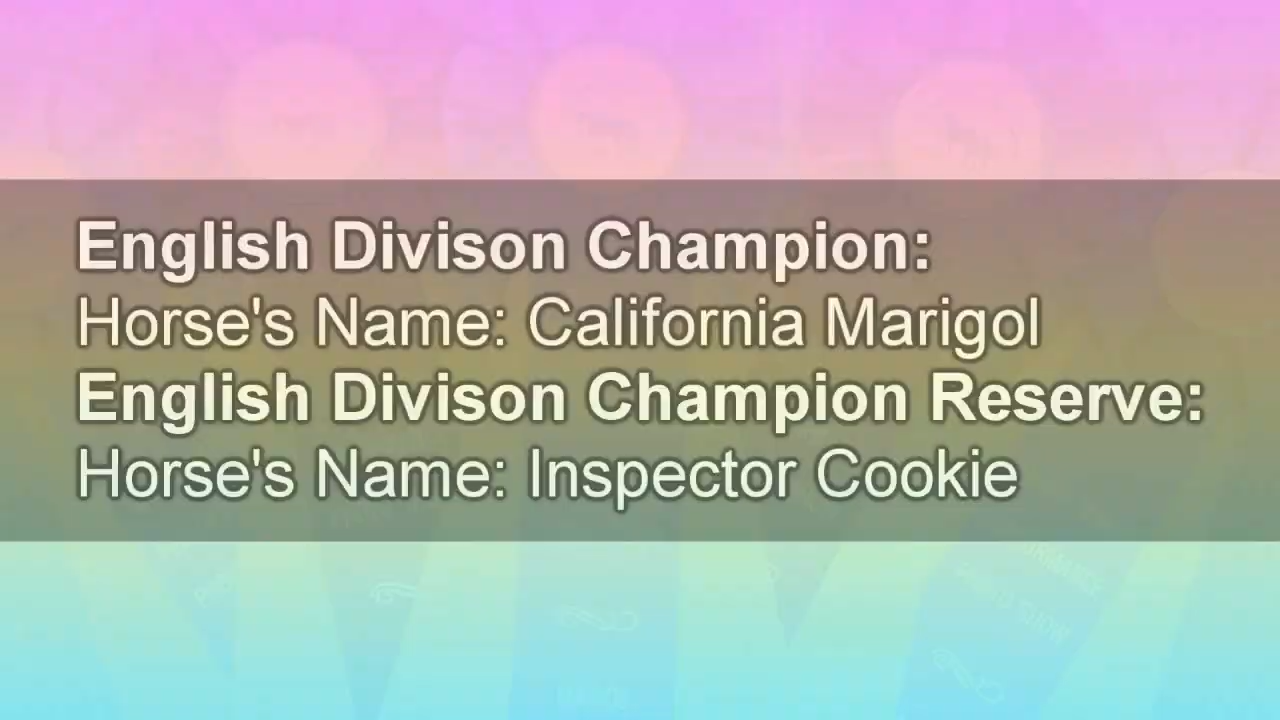 English Divison Champion:
Horse's Name: California Marigol
English Divison Champion Reserve:
Horse's Name: Inspector Cookie